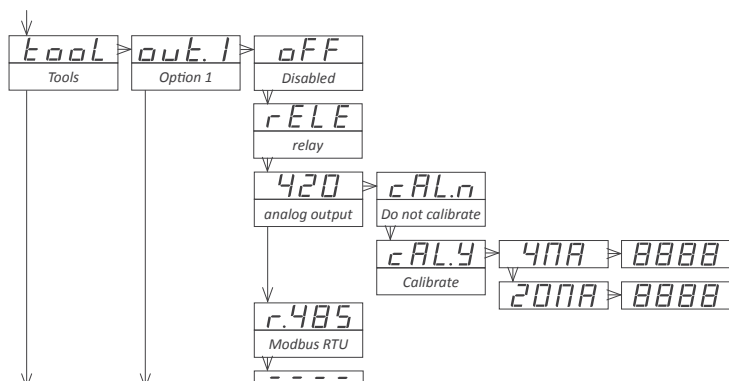 tool out.1 oFF
Tools Option 1 Disabled
rELE
relay
420 cAL.n
analog output Do not calibrate
cAL.y 4mA 8888
Calibrate
20mA 8888
r.485
Modbus RTU